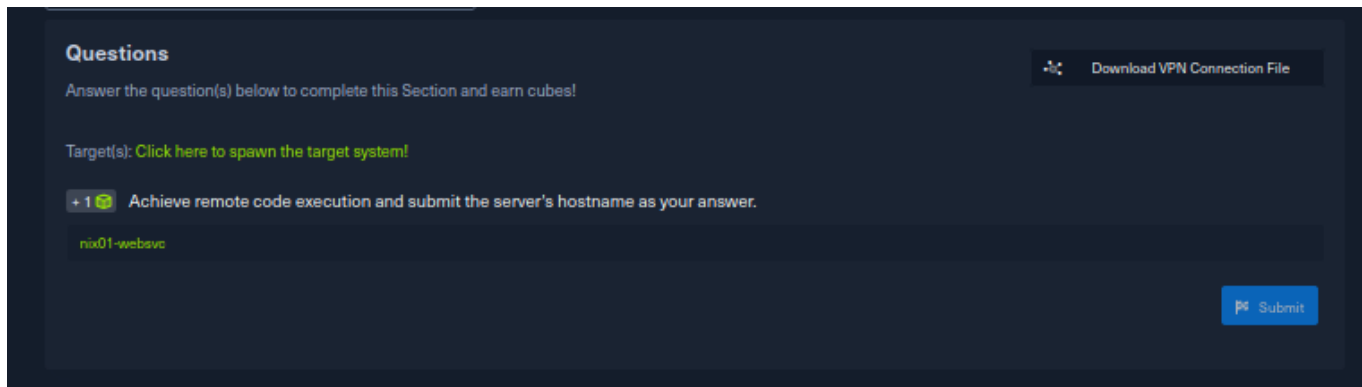 Questions
Download VPN Connection File
Answer the question(s) below to complete this Section and earn cubes!
Target(s): Click here to spawn the target system!
+ 1 Achieve remote code execution and submit the server's hostname as your answer.
nix01-websvc
Submit